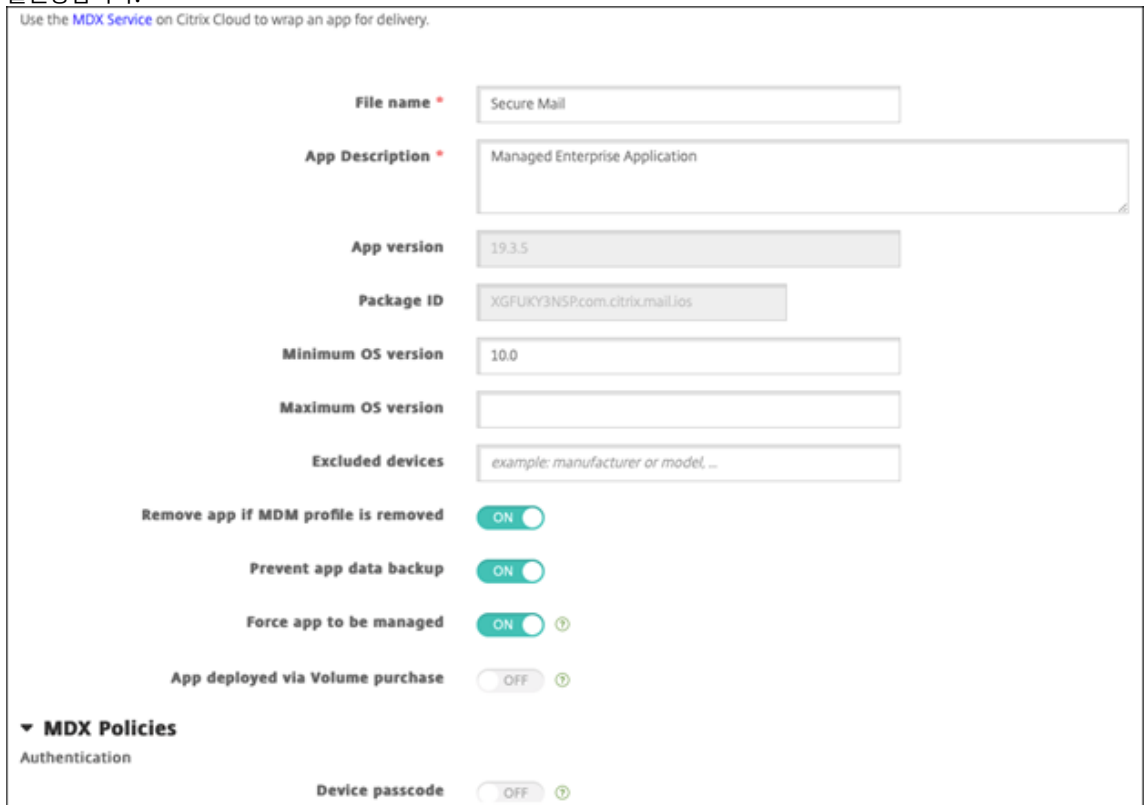 Use the MDX Service on Citrix Cloud to wrap an app for delivery.
File name *
Secure Mail
App Description *
Managed Enterprise Application
App version
19.3.5
Package ID
XGFUKY3NSP.com.citrix.mail.ios
Minimum OS version
10.0
Maximum OS version
Excluded devices
example: manufacturer or model, ...
Remove app if MDM profile is removed
ON
Prevent app data backup
ON
Force app to be managed
ON
App deployed via Volume purchase
OFF
MDX Policies
Authentication
Device passcode
OFF